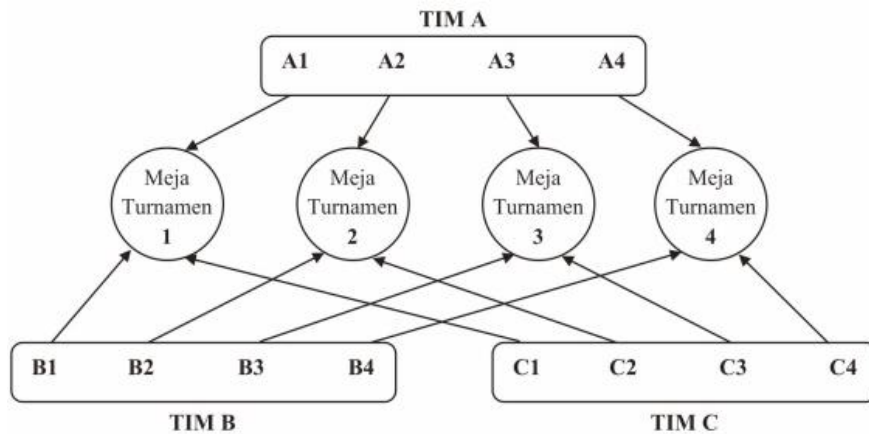 TIM A
A1 A2 A3 A4
Meja
Turnamen
1
Meja
Turnamen
2
Meja
Turnamen
3
Meja
Turnamen
4
B1 B2 B3 B4
TIM B
C1 C2 C3 C4
TIM C